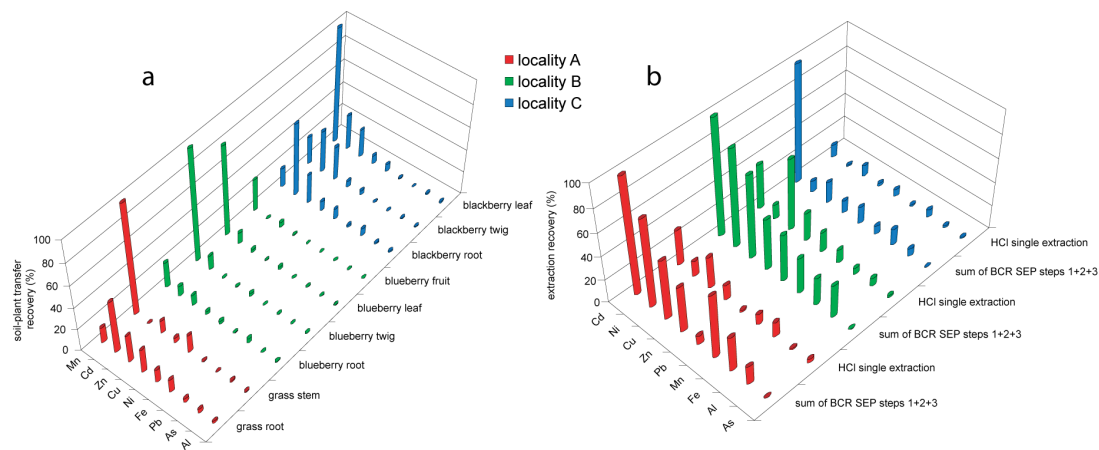 a
locality A
locality B
locality C
b
soil-plant transfer
recovery (%)
100
80
60
40
20
0
Mn
Cd
Zn
Cu
Ni
Fe
Pb
As
Al
grass root
grass stem
blueberry root
blueberry twig
blueberry leaf
blueberry fruit
blackberry root
blackberry twig
blackberry leaf
extraction recovery (%)
100
80
60
40
20
0
Cd
Ni
Cu
Zn
Pb
Mn
Fe
Al
As
sum of BCR SEP steps 1+2+3
HCl single extraction
sum of BCR SEP steps 1+2+3
HCl single extraction
sum of BCR SEP steps 1+2+3
HCl single extraction